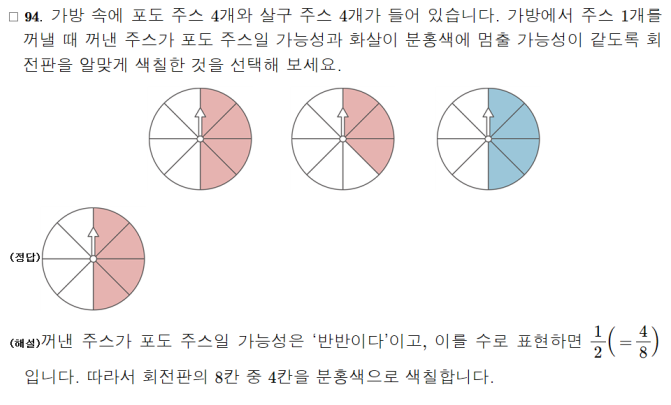 □ 94. 가방 속에 포도 주스 4개와 살구 주스 4개가 들어 있습니다. 가방에서 주스 1개를
꺼낼 때 꺼낸 주스가 포도 주스일 가능성과 화살이 분홍색에 멈출 가능성이 같도록 회
전판을 알맞게 색칠한 것을 선택해 보세요.
(정답)
(해설)꺼낸 주스가 포도 주스일 가능성은 ‘반반이다’이고, 이를 수로 표현하면 1/2(=4/8)
입니다. 따라서 회전판의 8칸 중 4칸을 분홍색으로 색칠합니다.